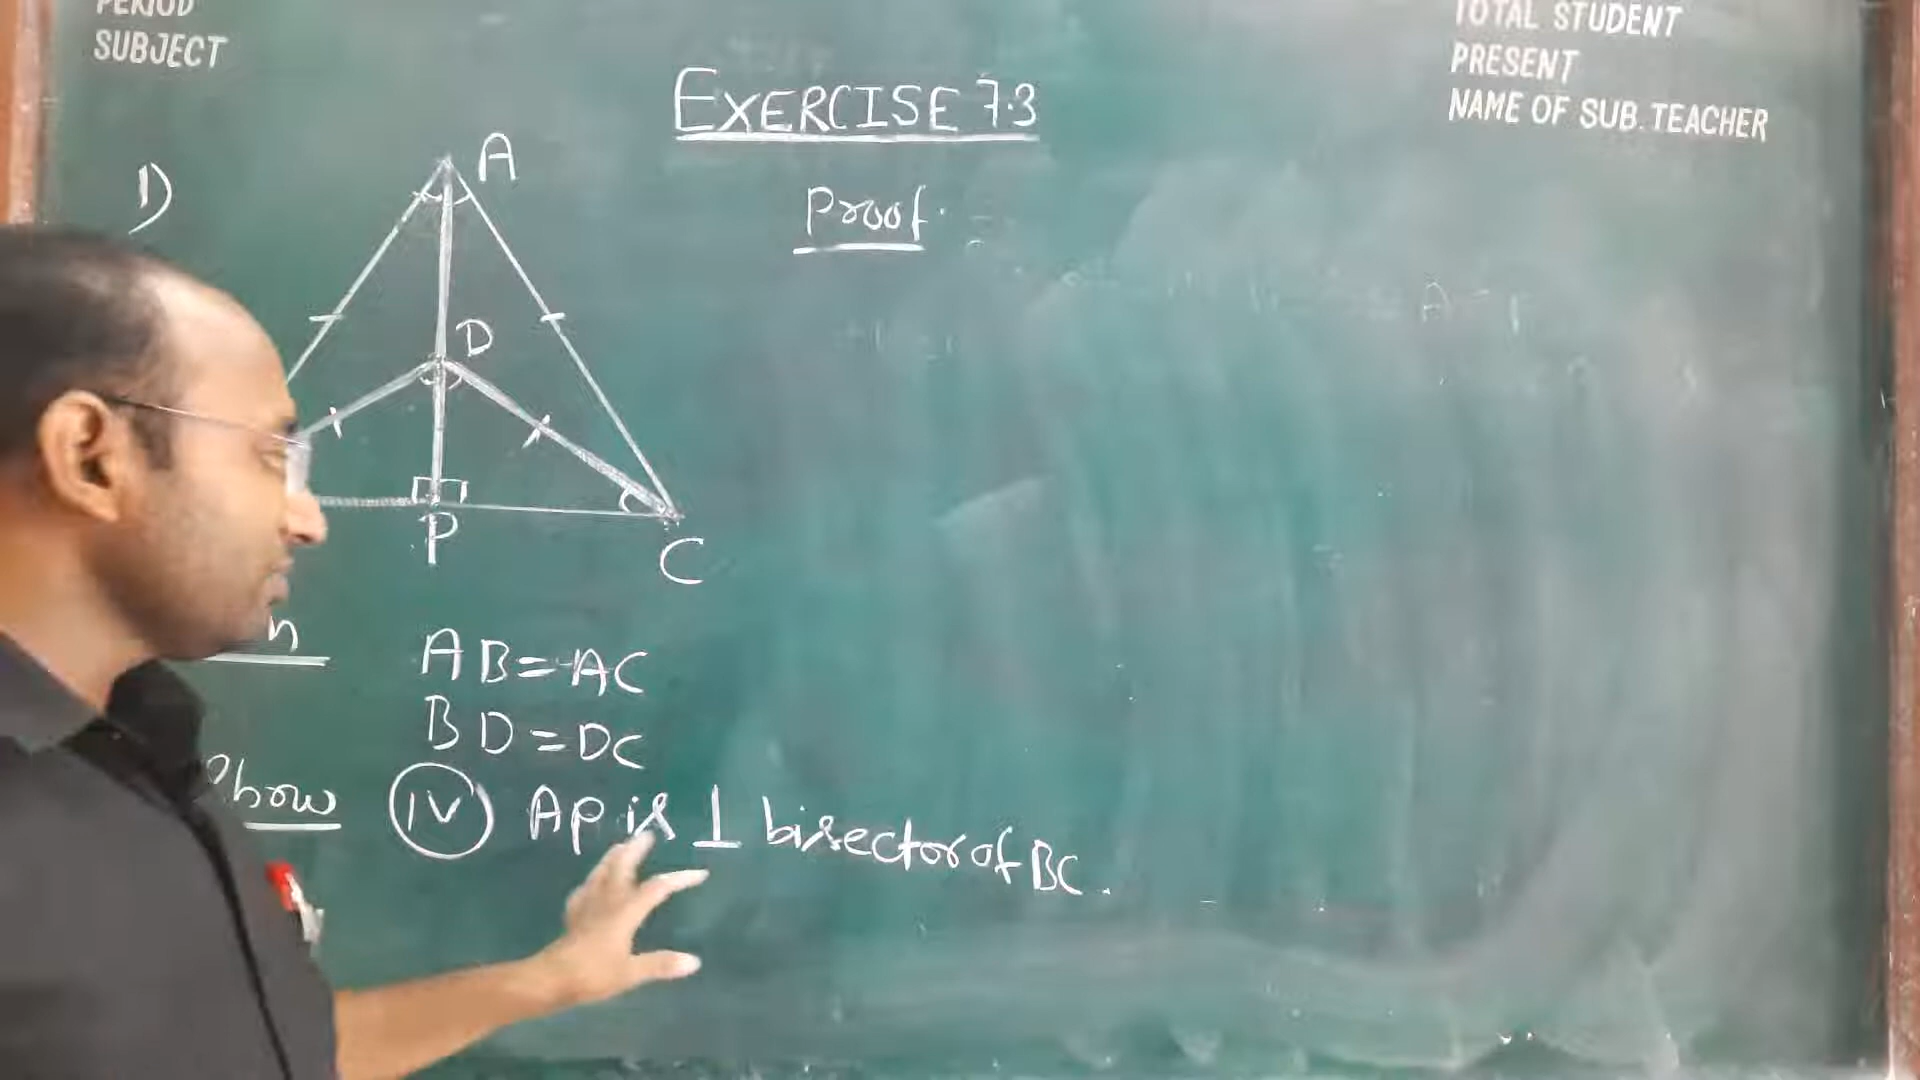 PERIOD
SUBJECT
TOTAL STUDENT
PRESENT
NAME OF SUB. TEACHER
EXERCISE 7.3
Proof.
1)
A
D
P
C
AB=AC
BD=DC
IV AP is ⊥ bisector of BC.